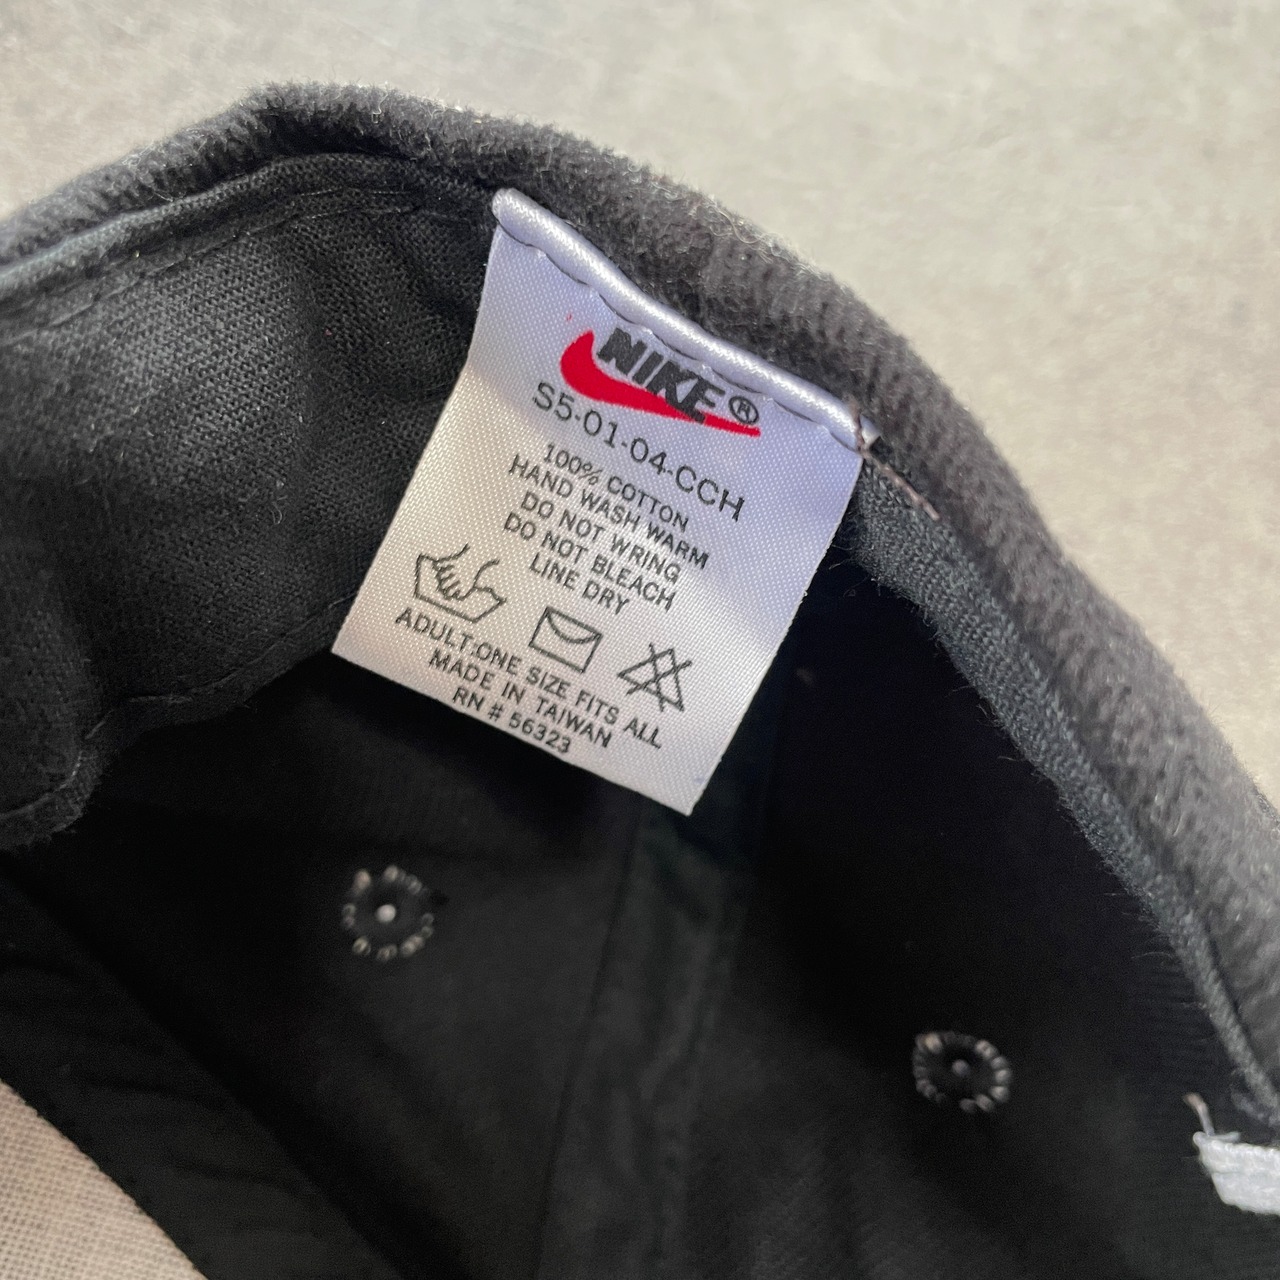 NIKE®
S5-01-04-CCH
100% COTTON
HAND WASH WARM
DO NOT WRING
DO NOT BLEACH
LINE DRY
ADULT:ONE SIZE FITS ALL
MADE IN TAIWAN
RN # 56323